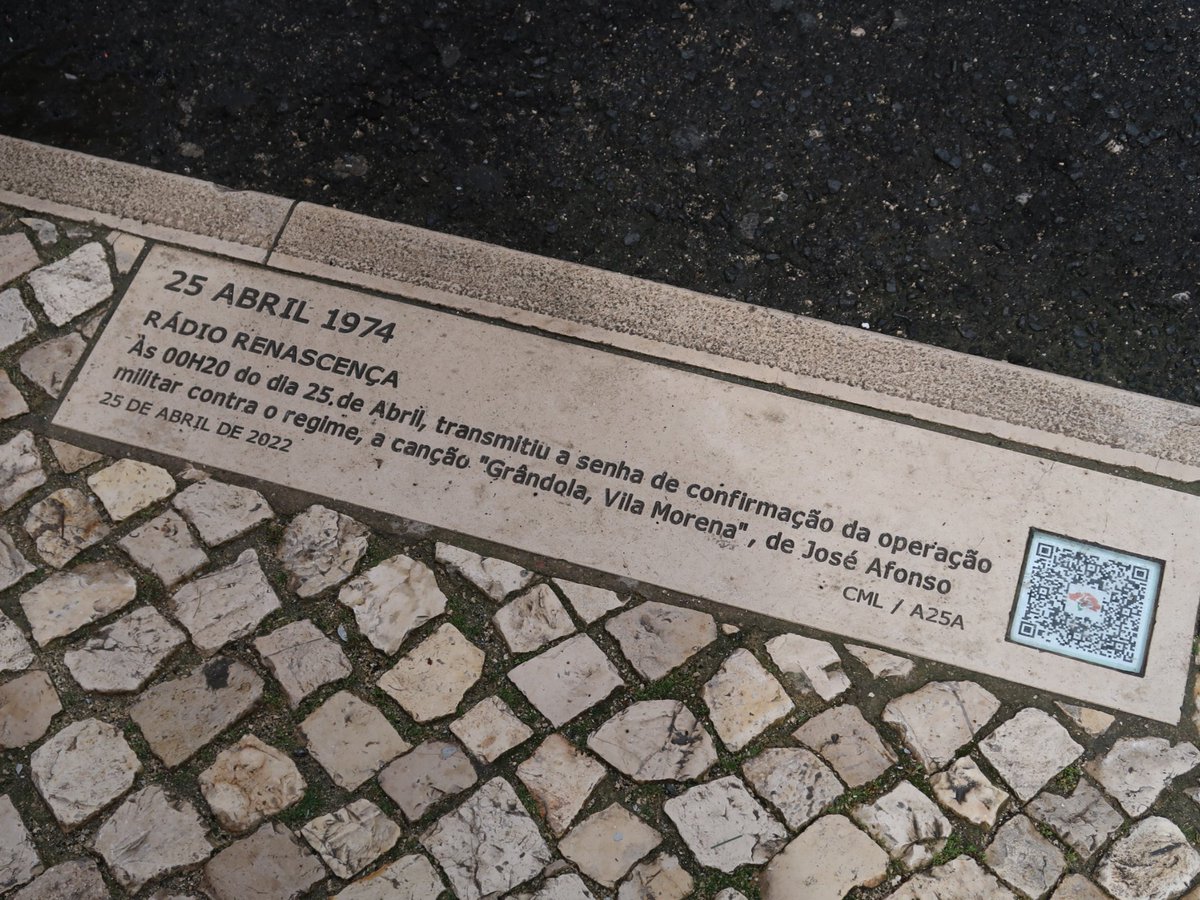 25 ABRIL 1974
RÁDIO RENASCENÇA
Às 00H20 do dia 25 de Abril, transmitiu a senha de confirmação da operação
militar contra o regime, a canção "Grândola, Vila Morena", de José Afonso
25 DE ABRIL DE 2022
CML / A25A